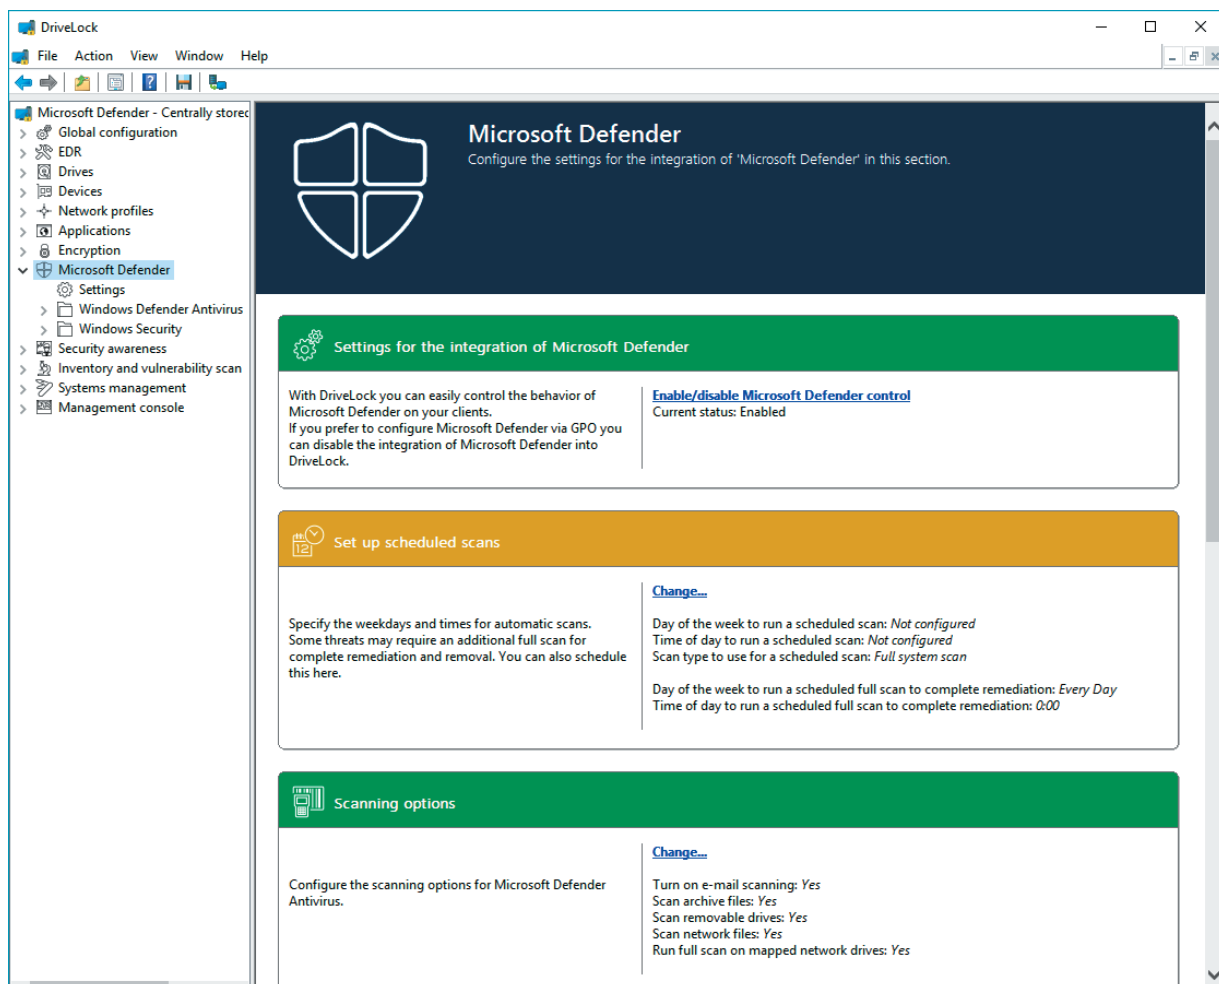 DriveLock
File Action View Window Help
Microsoft Defender - Centrally stored
Global configuration
EDR
Drives
Devices
Network profiles
Applications
Encryption
Microsoft Defender
Settings
Windows Defender Antivirus
Windows Security
Security awareness
Inventory and vulnerability scan
Systems management
Management console
Microsoft Defender
Configure the settings for the integration of 'Microsoft Defender' in this section.
Settings for the integration of Microsoft Defender
With DriveLock you can easily control the behavior of
Microsoft Defender on your clients.
If you prefer to configure Microsoft Defender via GPO you
can disable the integration of Microsoft Defender into
DriveLock.
Enable/disable Microsoft Defender control
Current status: Enabled
12
Set up scheduled scans
Specify the weekdays and times for automatic scans.
Some threats may require an additional full scan for
complete remediation and removal. You can also schedule
this here.
Change...
Day of the week to run a scheduled scan: Not configured
Time of day to run a scheduled scan: Not configured
Scan type to use for a scheduled scan: Full system scan
Day of the week to run a scheduled full scan to complete remediation: Every Day
Time of day to run a scheduled full scan to complete remediation: 0:00
Scanning options
Configure the scanning options for Microsoft Defender
Antivirus.
Change...
Turn on e-mail scanning: Yes
Scan archive files: Yes
Scan removable drives: Yes
Scan network files: Yes
Run full scan on mapped network drives: Yes